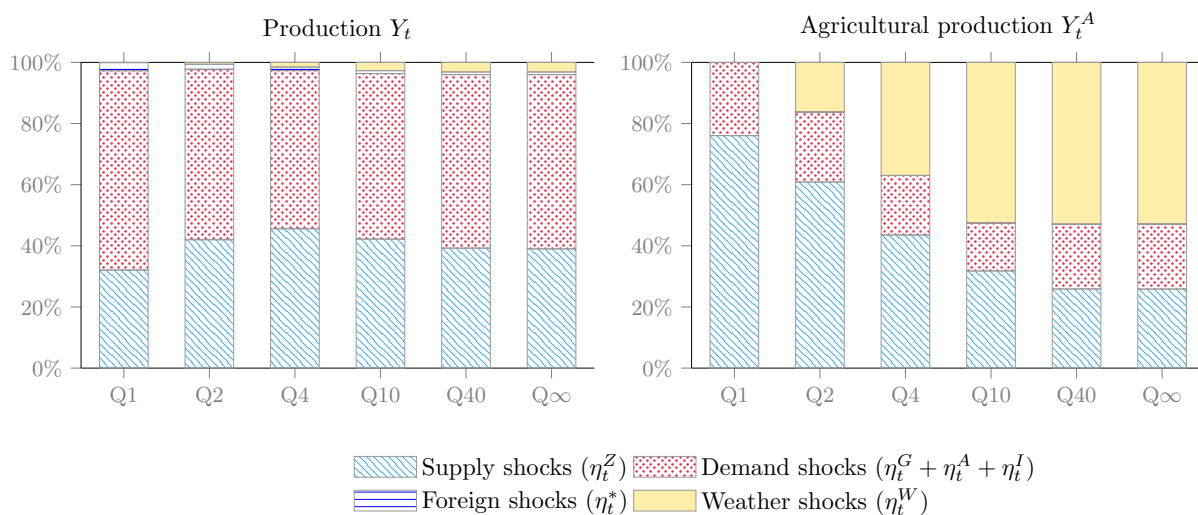 Production Y_t
100%
80%
60%
40%
20%
0%
Q1 Q2 Q4 Q10 Q40 Q∞
Agricultural production Y_t^A
100%
80%
60%
40%
20%
0%
Q1 Q2 Q4 Q10 Q40 Q∞
Supply shocks (η_t^Z) Demand shocks (η_t^G + η_t^A + η_t^I)
Foreign shocks (η_t^*) Weather shocks (η_t^W)